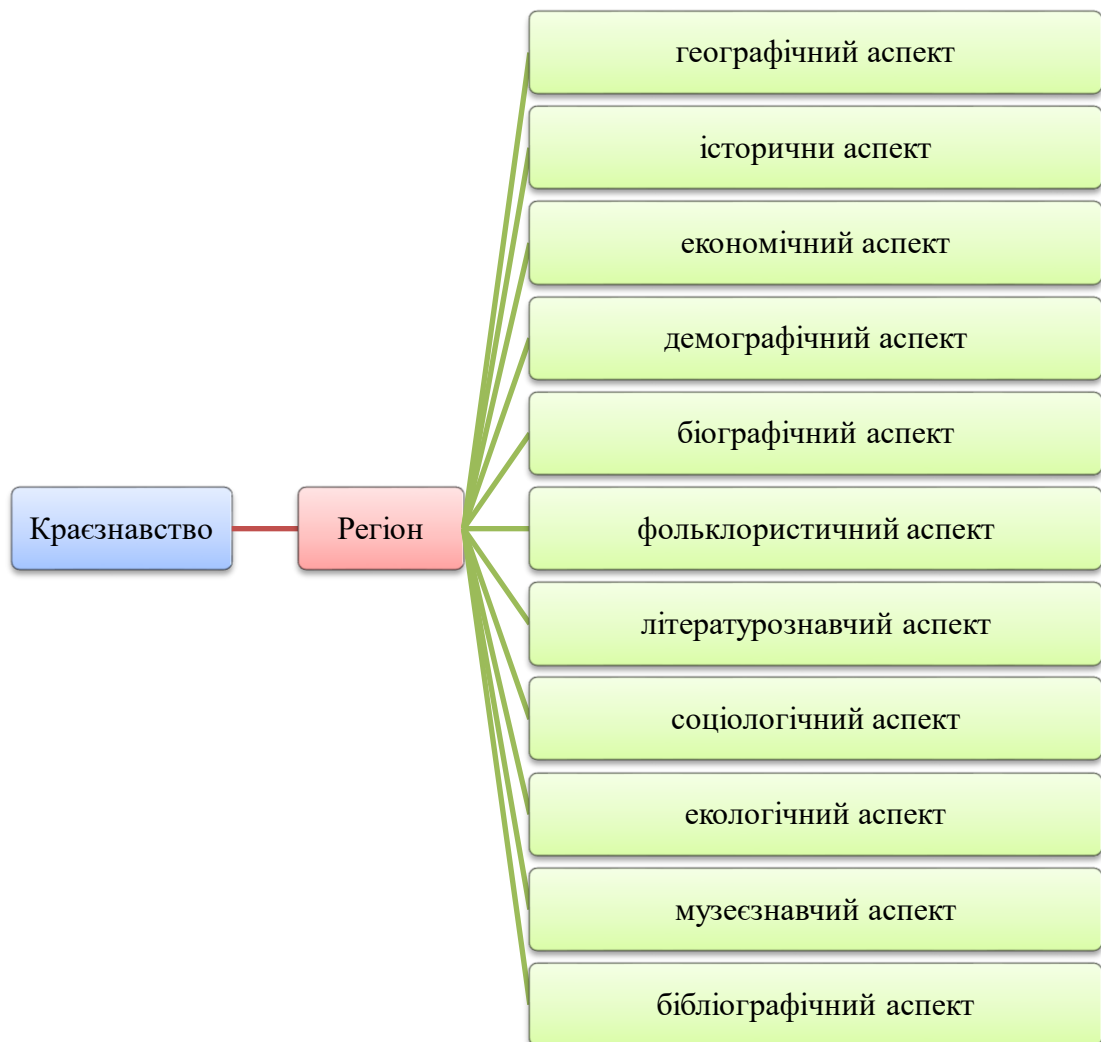 географічний аспект
історични аспект
економічний аспект
демографічний аспект
біографічний аспект
Краєзнавство
Регіон
фольклористичний аспект
літературознавчий аспект
соціологічний аспект
екологічний аспект
музеєзнавчий аспект
бібліографічний аспект